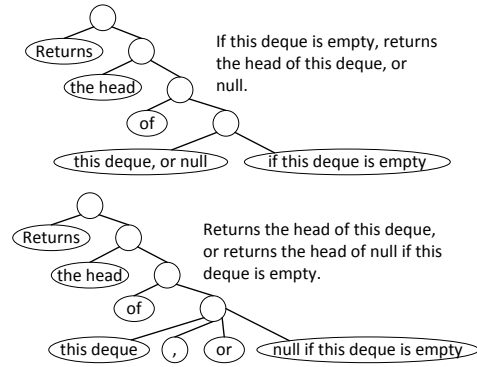 If this deque is empty, returns
the head of this deque, or
null.
Returns
the head
of
this deque, or null if this deque is empty
Returns the head of this deque,
or returns the head of null if this
deque is empty.
Returns
the head
of
this deque , or null if this deque is empty